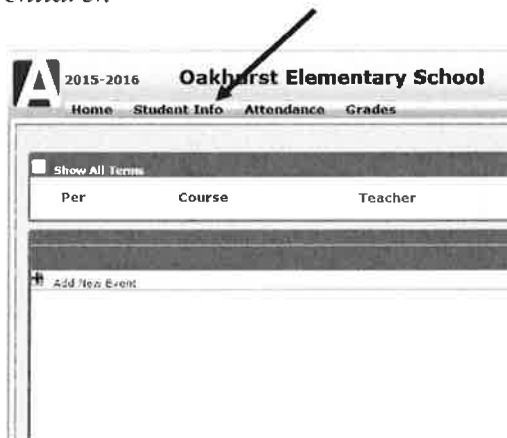 children
A 2015-2016 Oakhurst Elementary School
Home Student Info Attendance Grades
Show All Terms
Per Course Teacher
Add New Event